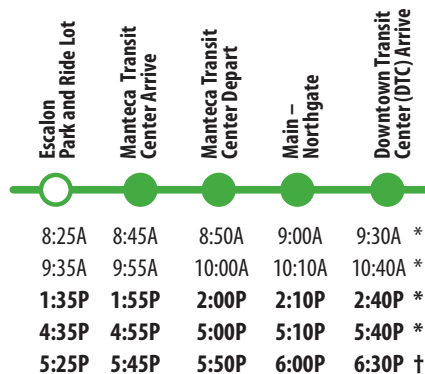 Escalon
Park and Ride Lot
Manteca Transit
Center Arrive
Manteca Transit
Center Depart
Main –
Northgate
Downtown Transit
Center (DTC) Arrive
8:25A 8:45A 8:50A 9:00A 9:30A *
9:35A 9:55A 10:00A 10:10A 10:40A *
1:35P 1:55P 2:00P 2:10P 2:40P *
4:35P 4:55P 5:00P 5:10P 5:40P *
5:25P 5:45P 5:50P 6:00P 6:30P †